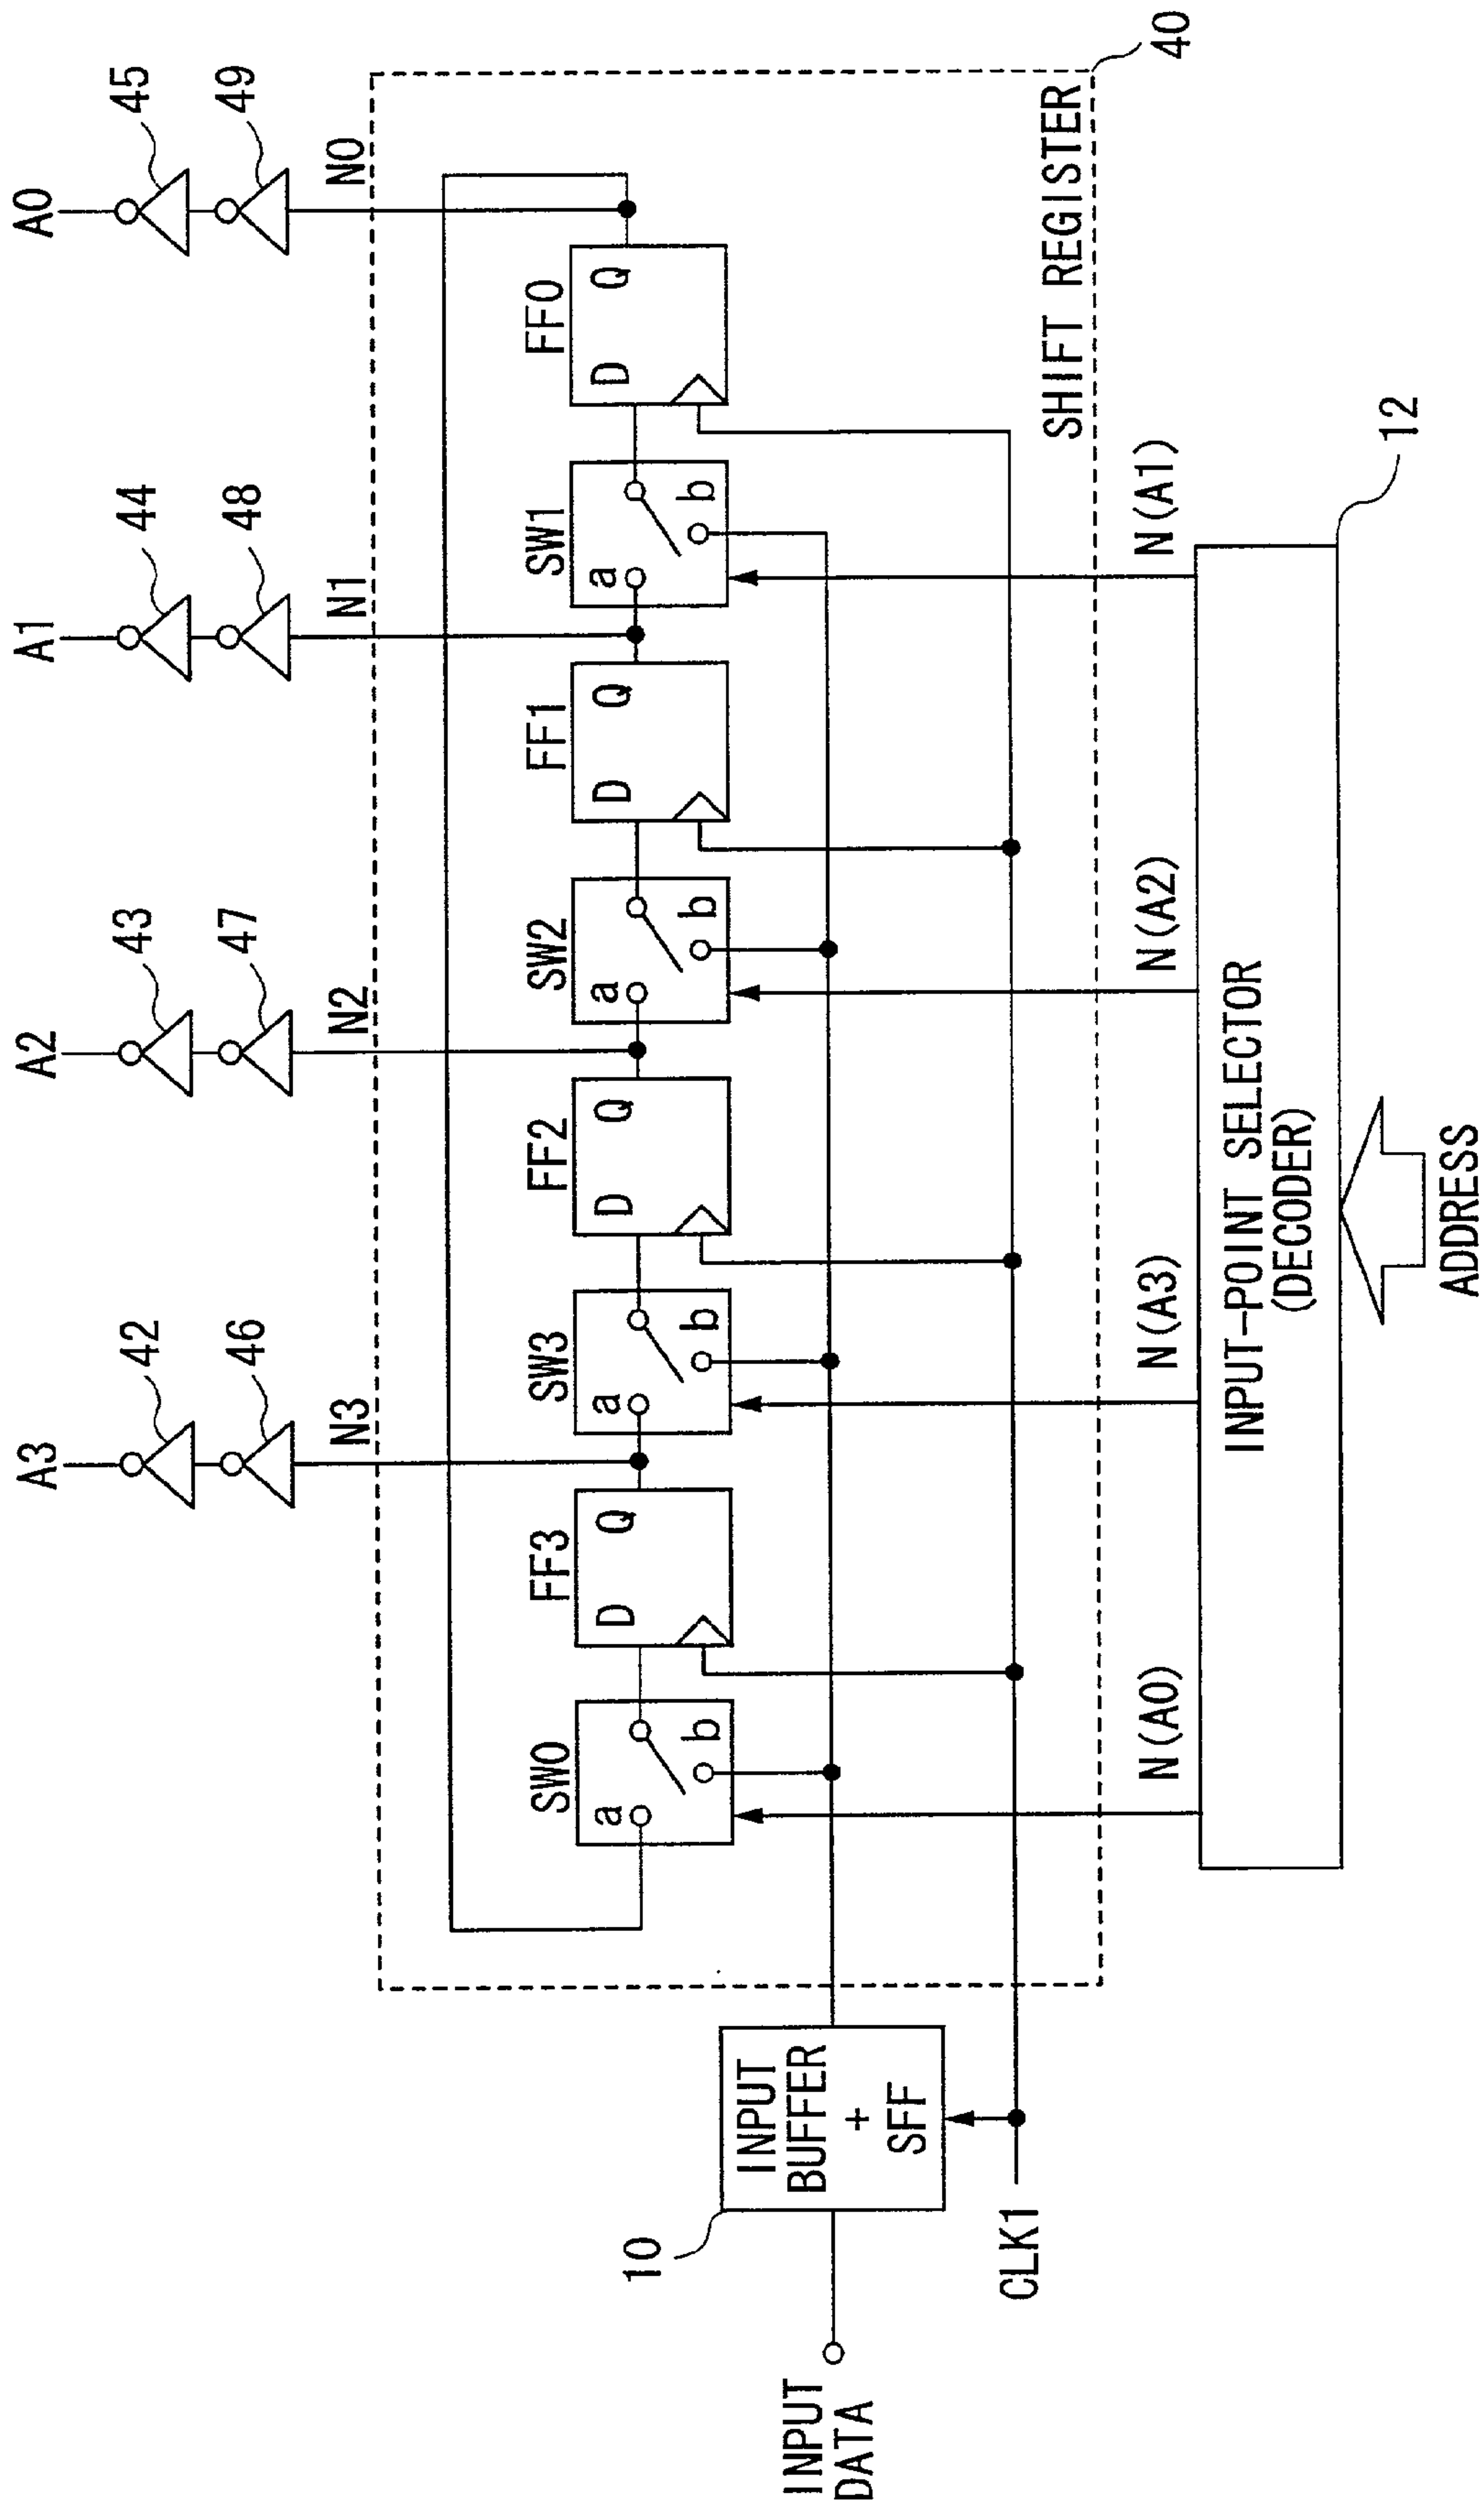 A3
A2
A1
A0
42
43
44
45
46
47
48
49
N3
N2
N1
N0
SW0
FF3
SW3
FF2
SW2
FF1
SW1
FF0
a
b
D
Q
a
b
D
Q
a
b
D
Q
a
b
D
Q
10
INPUT
DATA
INPUT
BUFFER
+
SFF
CLK1
SHIFT REGISTER
40
N(A0)
N(A3)
N(A2)
N(A1)
INPUT-POINT SELECTOR
(DECODER)
12
ADDRESS